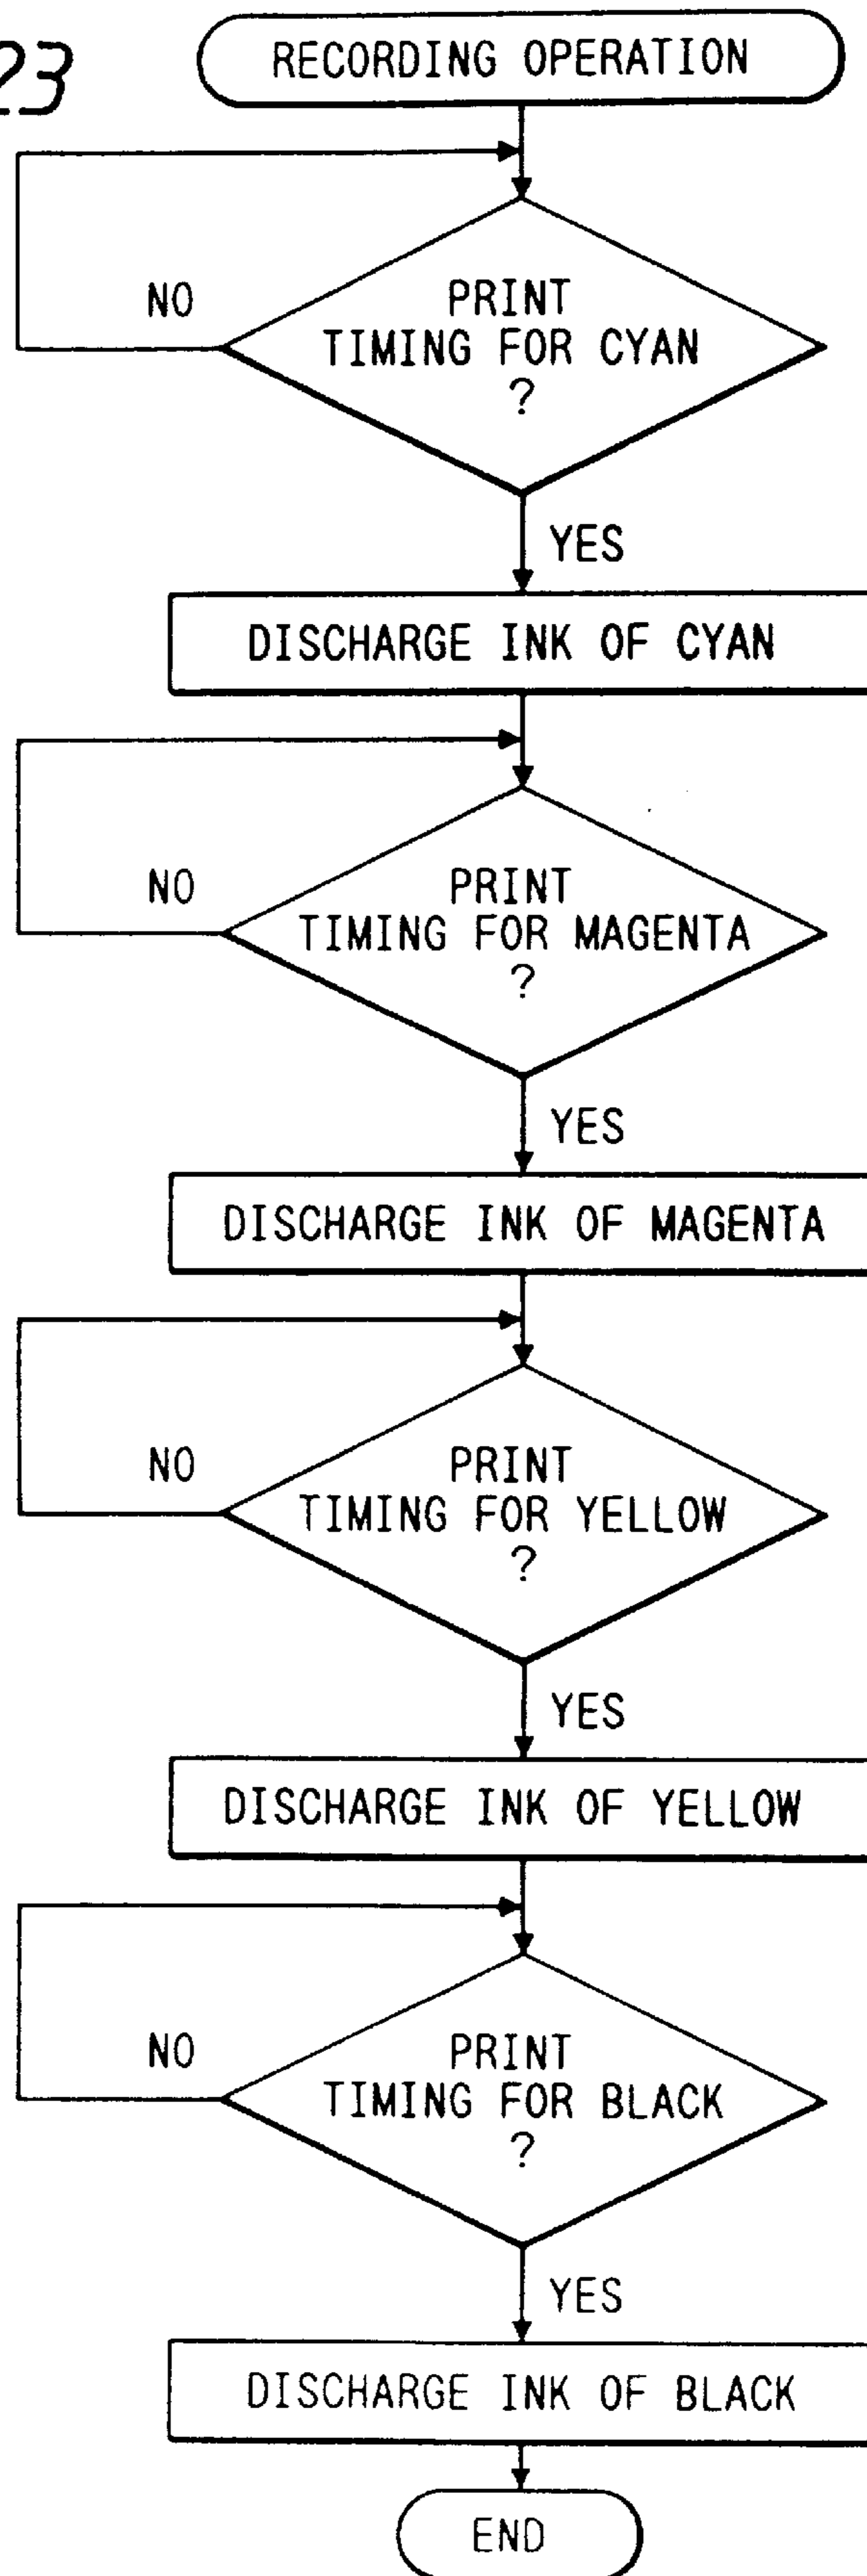 23
RECORDING OPERATION
PRINT
TIMING FOR CYAN
?
NO
YES
DISCHARGE INK OF CYAN
PRINT
TIMING FOR MAGENTA
?
NO
YES
DISCHARGE INK OF MAGENTA
PRINT
TIMING FOR YELLOW
?
NO
YES
DISCHARGE INK OF YELLOW
PRINT
TIMING FOR BLACK
?
NO
YES
DISCHARGE INK OF BLACK
END